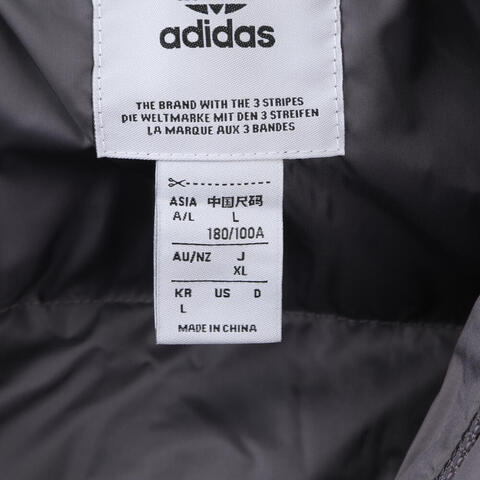 adidas
THE BRAND WITH THE 3 STRIPES
DIE WELTMARKE MIT DEN 3 STREIFEN
LA MARQUE AUX 3 BANDES
ASIA 中国尺码
A/L L
180/100A
AU/NZ J
XL
KR US D
L
MADE IN CHINA